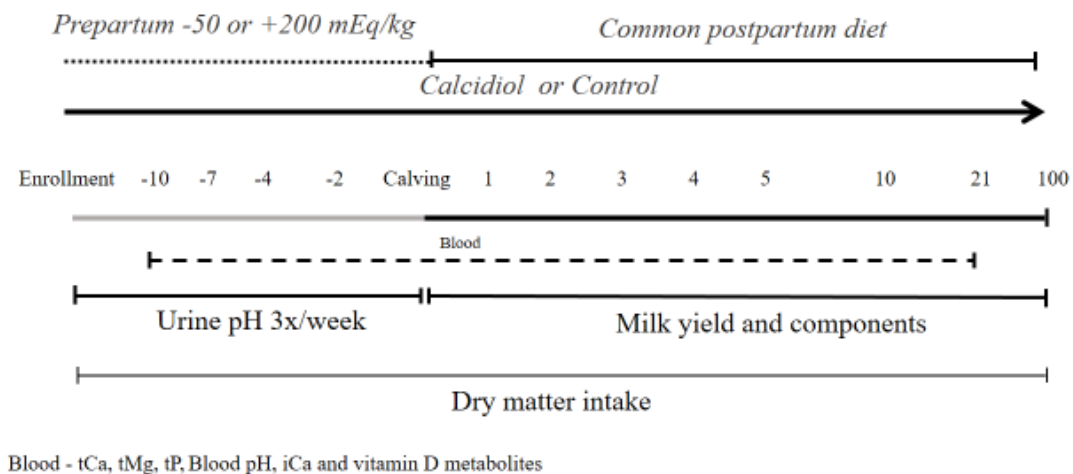 Prepartum -50 or +200 mEq/kg
Common postpartum diet
Calcidiol or Control
Enrollment -10 -7 -4 -2 Calving 1 2 3 4 5 10 21 100
Blood
Urine pH 3x/week
Milk yield and components
Dry matter intake
Blood - tCa, tMg, tP, Blood pH, iCa and vitamin D metabolites